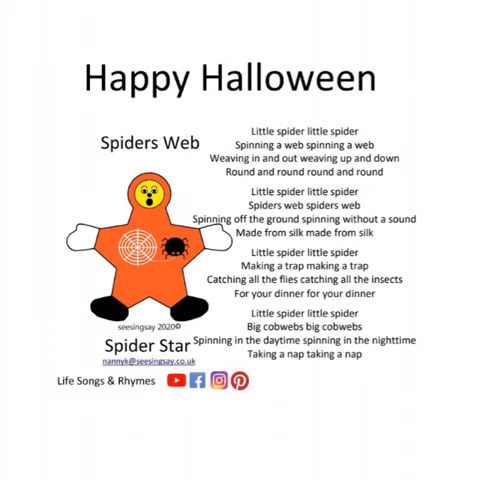 Happy Halloween
Spiders Web
Little spider little spider
Spinning a web spinning a web
Weaving in and out weaving up and down
Round and round round and round
Little spider little spider
Spiders web spiders web
Spinning off the ground spinning without a sound
Made from silk made from silk
Little spider little spider
Making a trap making a trap
Catching all the flies catching all the insects
For your dinner for your dinner
Little spider little spider
Big cobwebs big cobwebs
Spinning in the daytime spinning in the nighttime
Taking a nap taking a nap
seesingsay 2020©
Spider Star
nannyk@seesingsay.co.uk
Life Songs & Rhymes